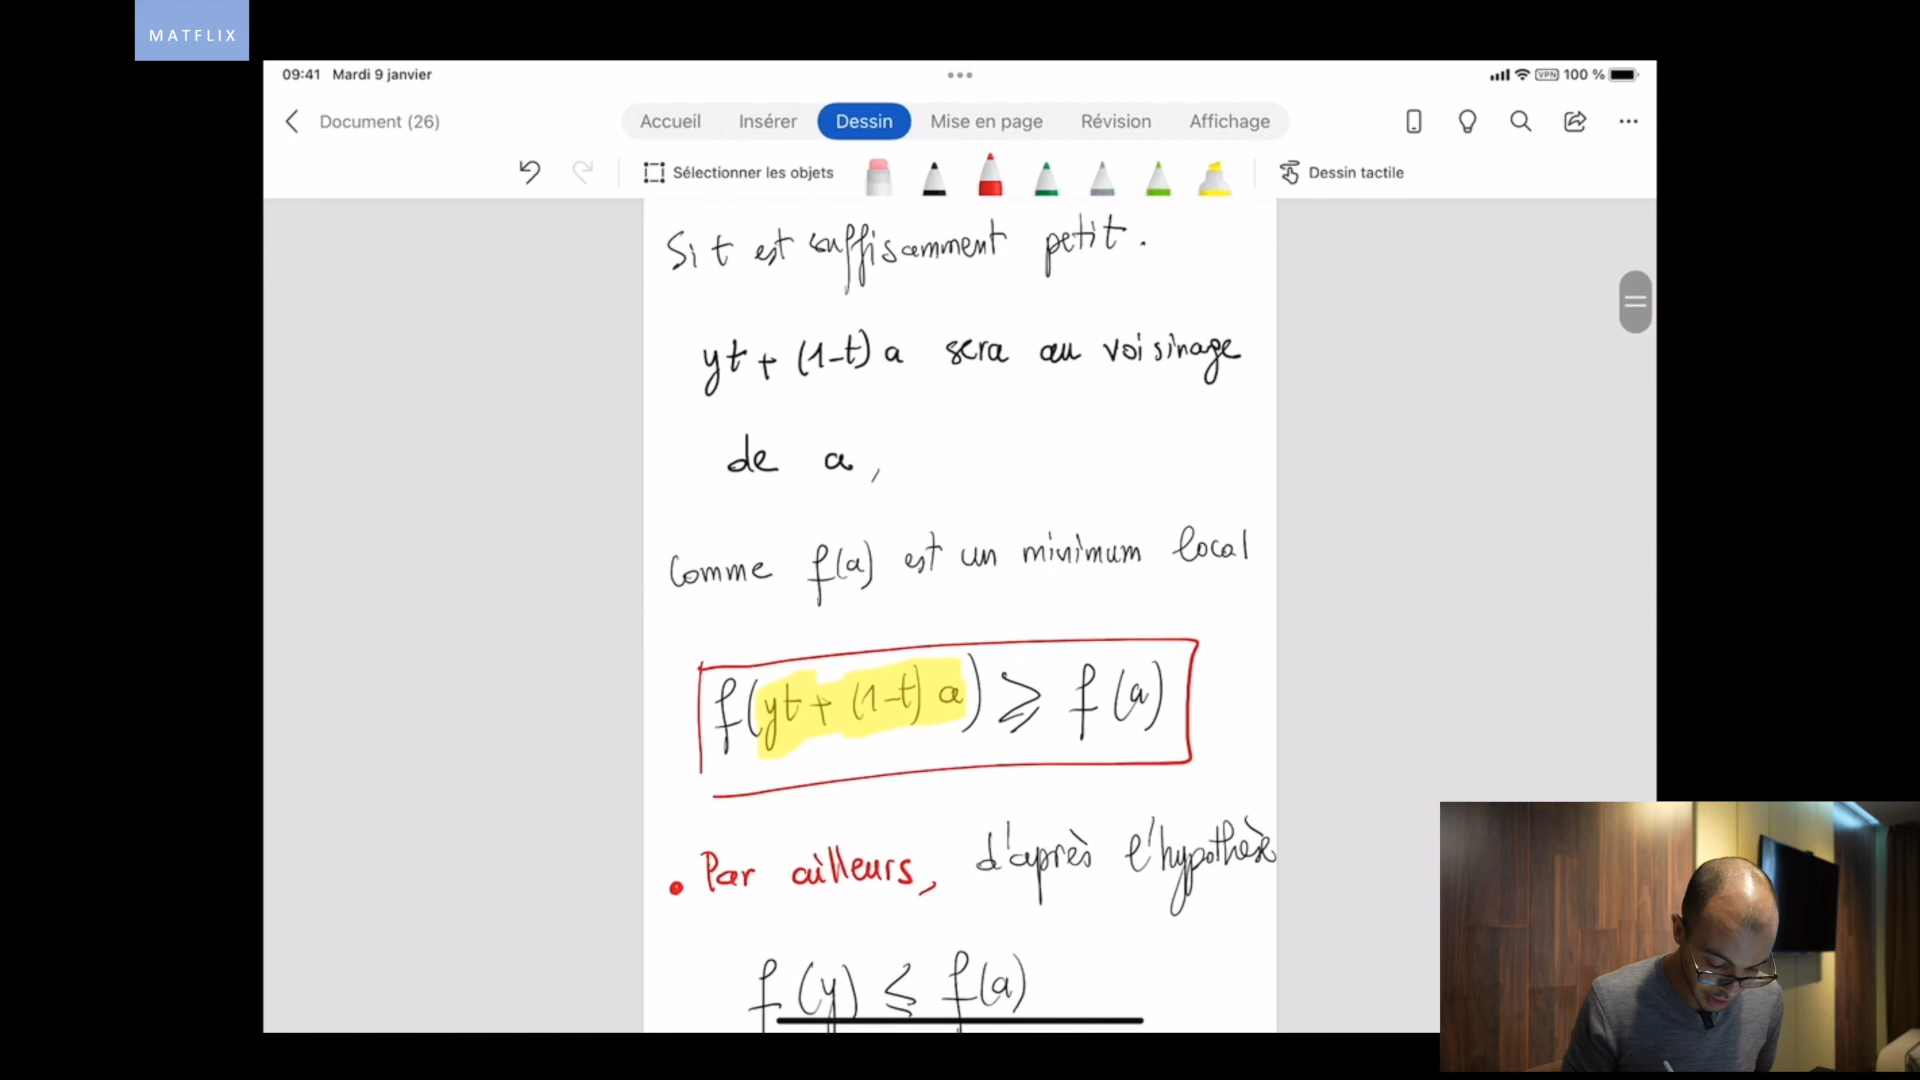 MATFLIX
09:41 Mardi 9 janvier
VPN 100 %
Document (26)
Accueil Insérer Dessin Mise en page Révision Affichage
Sélectionner les objets
Dessin tactile
Si t est suffisamment petit.
yt + (1-t) a sera au voisinage
de a,
Comme f(a) est un minimum local
f(yt + (1-t) a) ⩾ f(a)
• Par ailleurs, d'après l'hypothèse
f(y) ⩽ f(a)